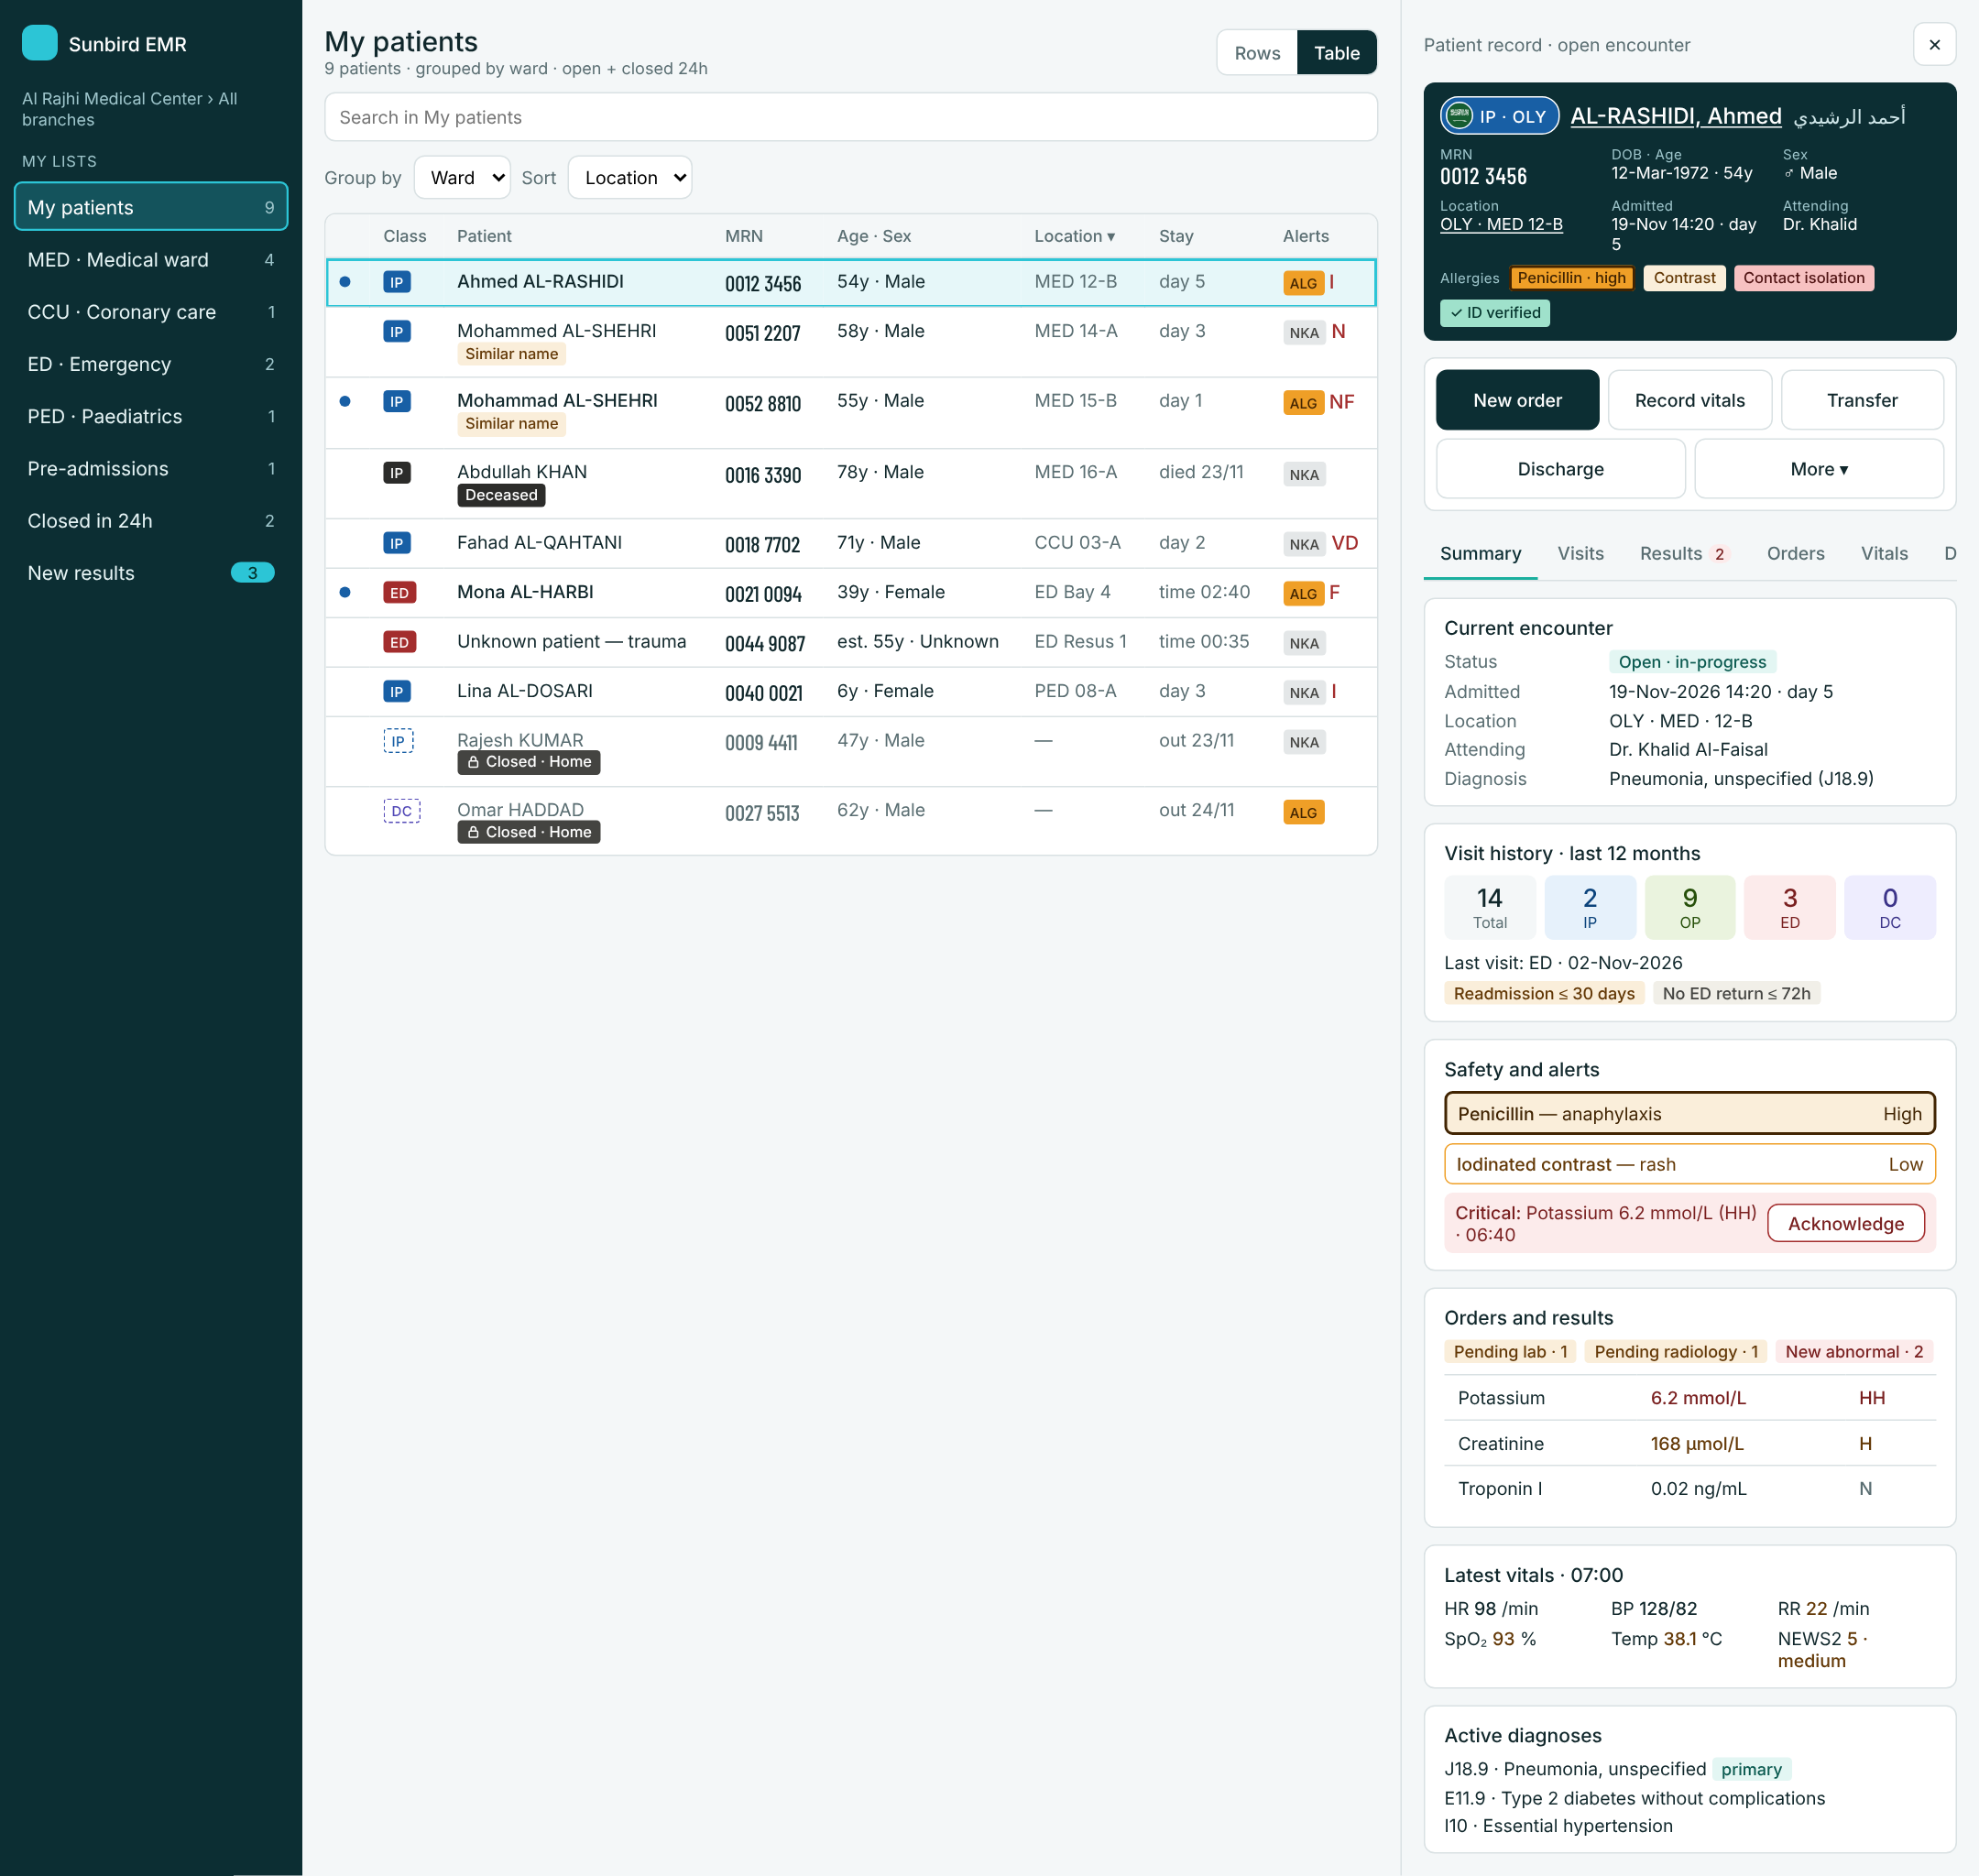 Sunbird EMR
Al Rajhi Medical Center › All
branches
MY LISTS
My patients 9
MED · Medical ward 4
CCU · Coronary care 1
ED · Emergency 2
PED · Paediatrics 1
Pre-admissions 1
Closed in 24h 2
New results 3
My patients
9 patients · grouped by ward · open + closed 24h
Rows Table
Search in My patients
Group by Ward Sort Location
Class Patient MRN Age · Sex Location ▾ Stay Alerts
IP Ahmed AL-RASHIDI 0012 3456 54y · Male MED 12-B day 5 ALG I
IP Mohammed AL-SHEHRI 0051 2207 58y · Male MED 14-A day 3 NKA N
Similar name
IP Mohammad AL-SHEHRI 0052 8810 55y · Male MED 15-B day 1 ALG NF
Similar name
IP Abdullah KHAN 0016 3390 78y · Male MED 16-A died 23/11 NKA
Deceased
IP Fahad AL-QAHTANI 0018 7702 71y · Male CCU 03-A day 2 NKA VD
ED Mona AL-HARBI 0021 0094 39y · Female ED Bay 4 time 02:40 ALG F
ED Unknown patient — trauma 0044 9087 est. 55y · Unknown ED Resus 1 time 00:35 NKA
IP Lina AL-DOSARI 0040 0021 6y · Female PED 08-A day 3 NKA I
IP Rajesh KUMAR 0009 4411 47y · Male — out 23/11 NKA
Closed · Home
DC Omar HADDAD 0027 5513 62y · Male — out 24/11 ALG
Closed · Home
Patient record · open encounter ✕
IP · OLY AL-RASHIDI, Ahmed أحمد الرشيدي
MRN DOB · Age Sex
0012 3456 12-Mar-1972 · 54y ♂ Male
Location Admitted Attending
OLY · MED 12-B 19-Nov 14:20 · day Dr. Khalid
5
Allergies Penicillin · high Contrast Contact isolation
✓ ID verified
New order Record vitals Transfer
Discharge More ▾
Summary Visits Results 2 Orders Vitals D
Current encounter
Status Open · in-progress
Admitted 19-Nov-2026 14:20 · day 5
Location OLY · MED · 12-B
Attending Dr. Khalid Al-Faisal
Diagnosis Pneumonia, unspecified (J18.9)
Visit history · last 12 months
14 2 9 3 0
Total IP OP ED DC
Last visit: ED · 02-Nov-2026
Readmission ≤ 30 days No ED return ≤ 72h
Safety and alerts
Penicillin — anaphylaxis High
Iodinated contrast — rash Low
Critical: Potassium 6.2 mmol/L (HH)
· 06:40
Acknowledge
Orders and results
Pending lab · 1 Pending radiology · 1 New abnormal · 2
Potassium 6.2 mmol/L HH
Creatinine 168 µmol/L H
Troponin I 0.02 ng/mL N
Latest vitals · 07:00
HR 98 /min BP 128/82 RR 22 /min
SpO₂ 93 % Temp 38.1 °C NEWS2 5 ·
medium
Active diagnoses
J18.9 · Pneumonia, unspecified primary
E11.9 · Type 2 diabetes without complications
I10 · Essential hypertension